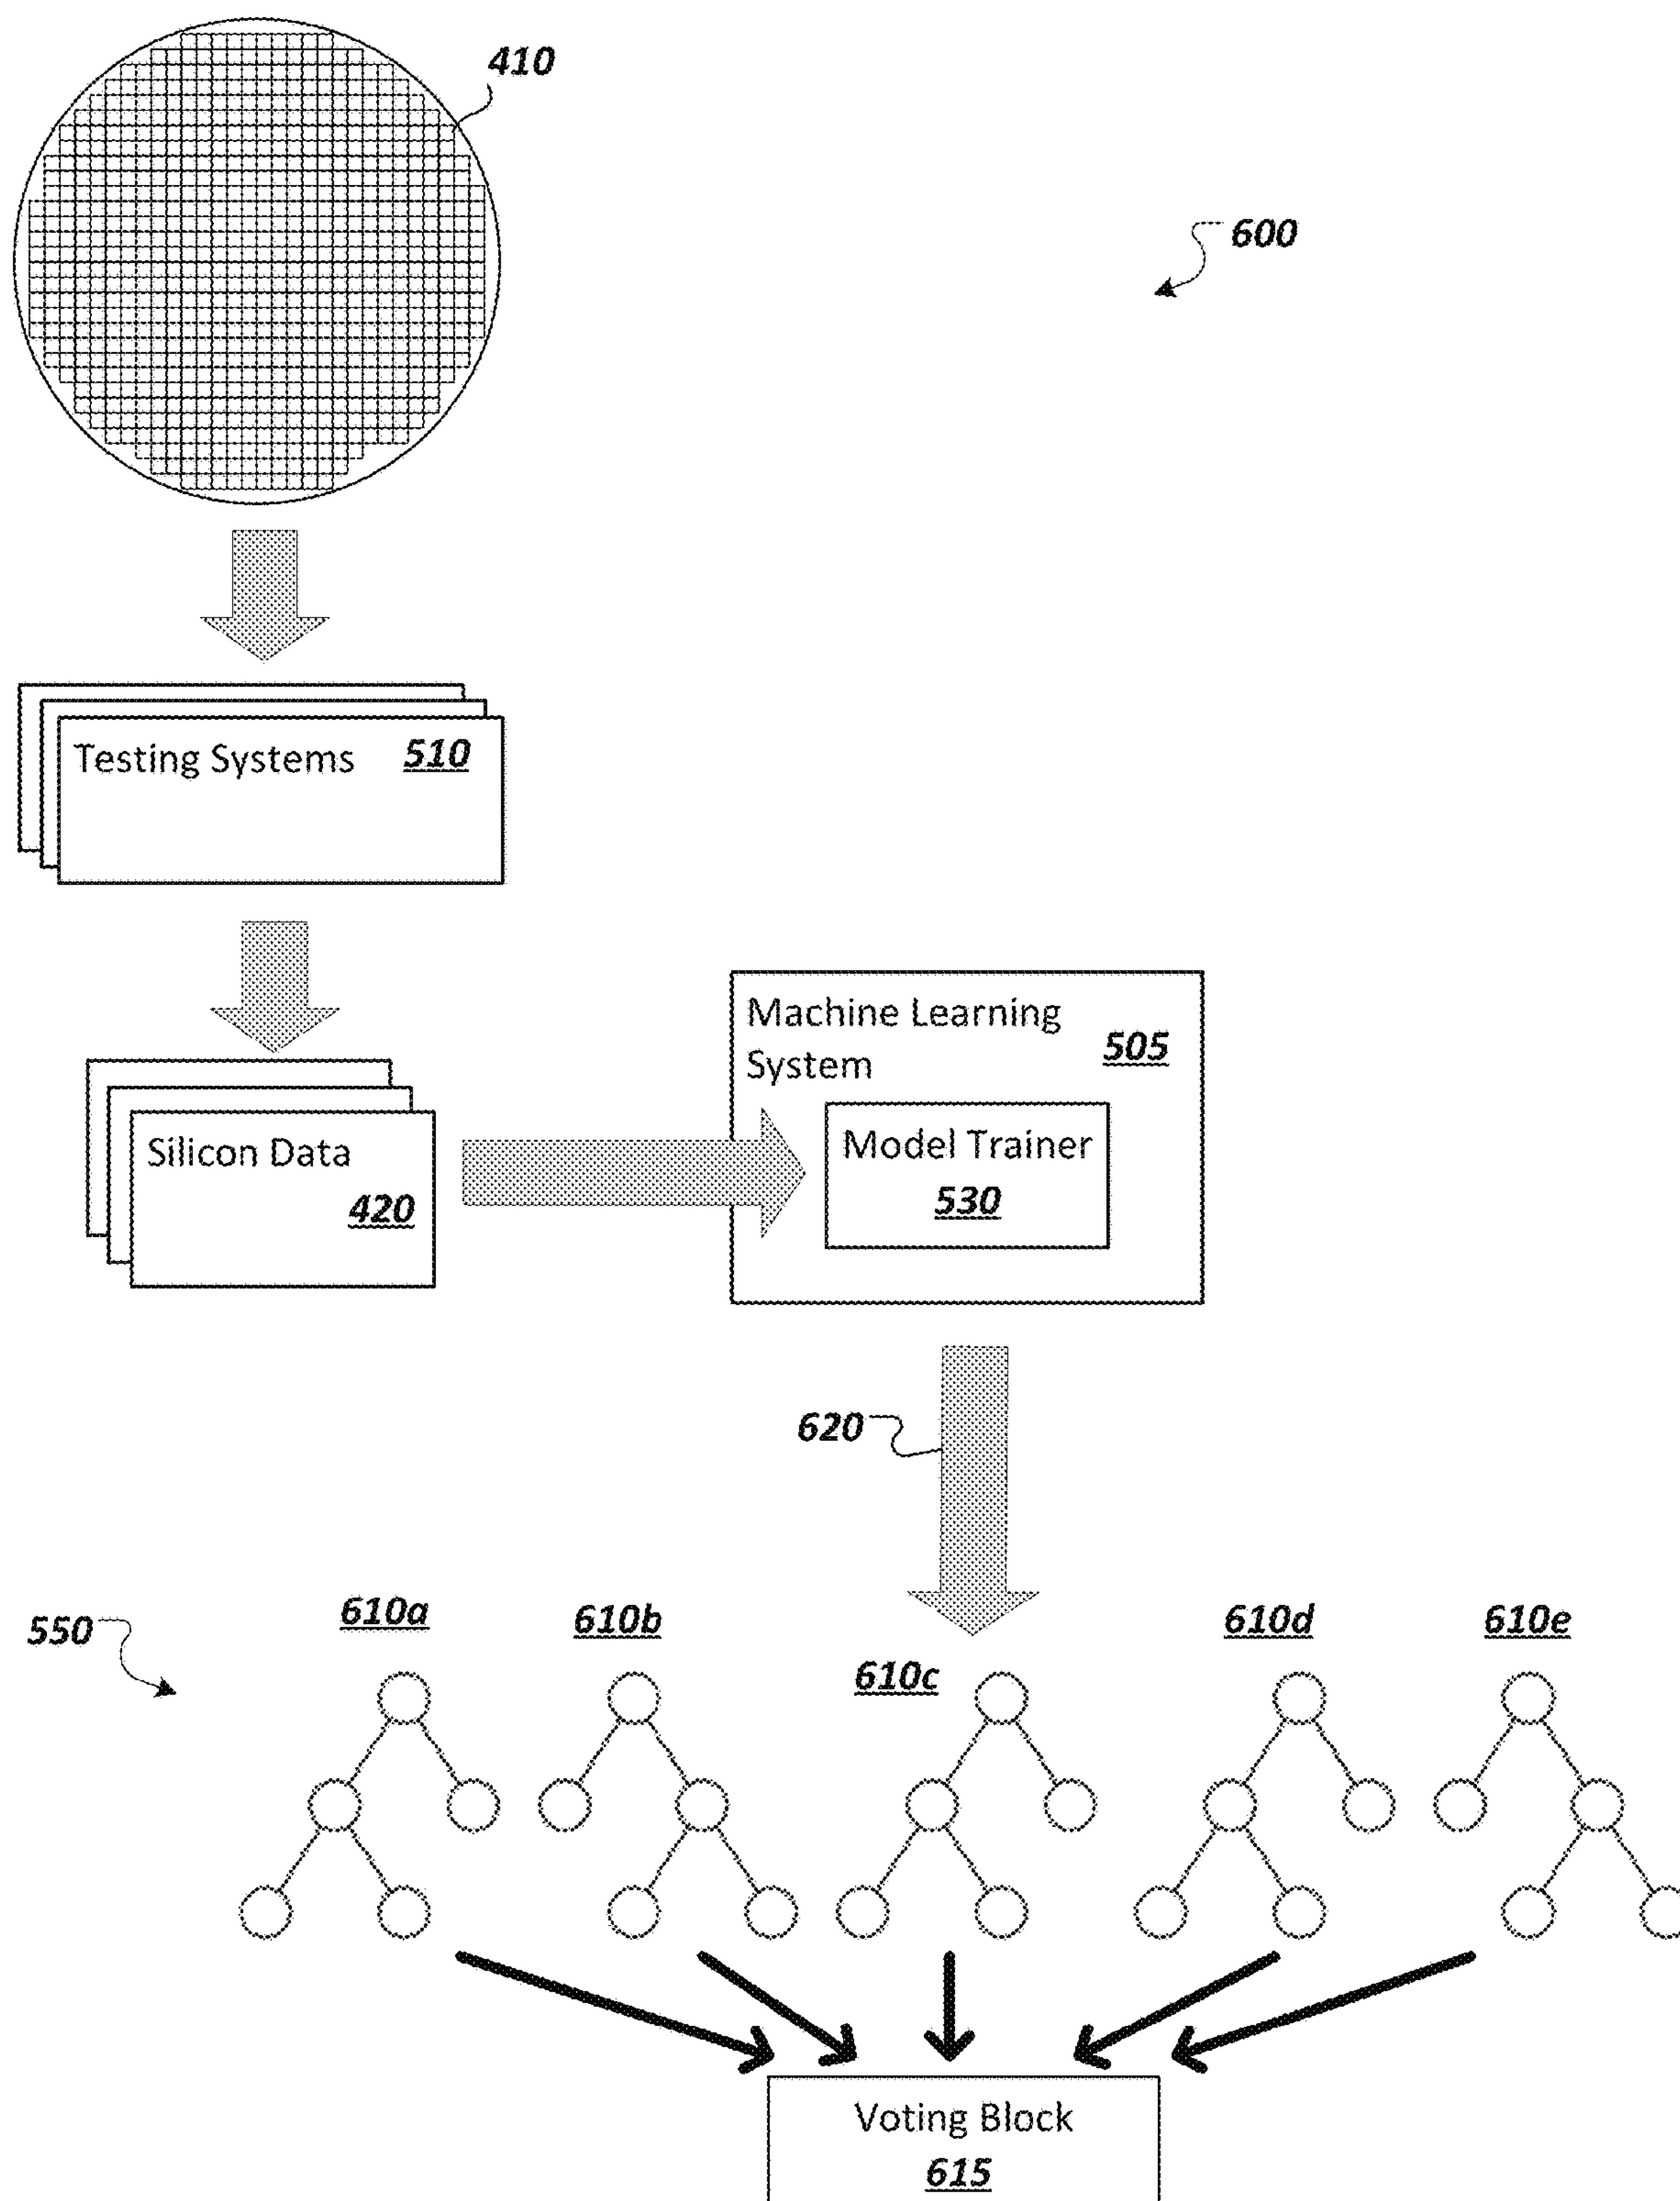 410
600
Testing Systems 510
Machine Learning
System 505
Silicon Data
420
Model Trainer
530
620
550
610a 610b 610c 610d 610e
Voting Block
615